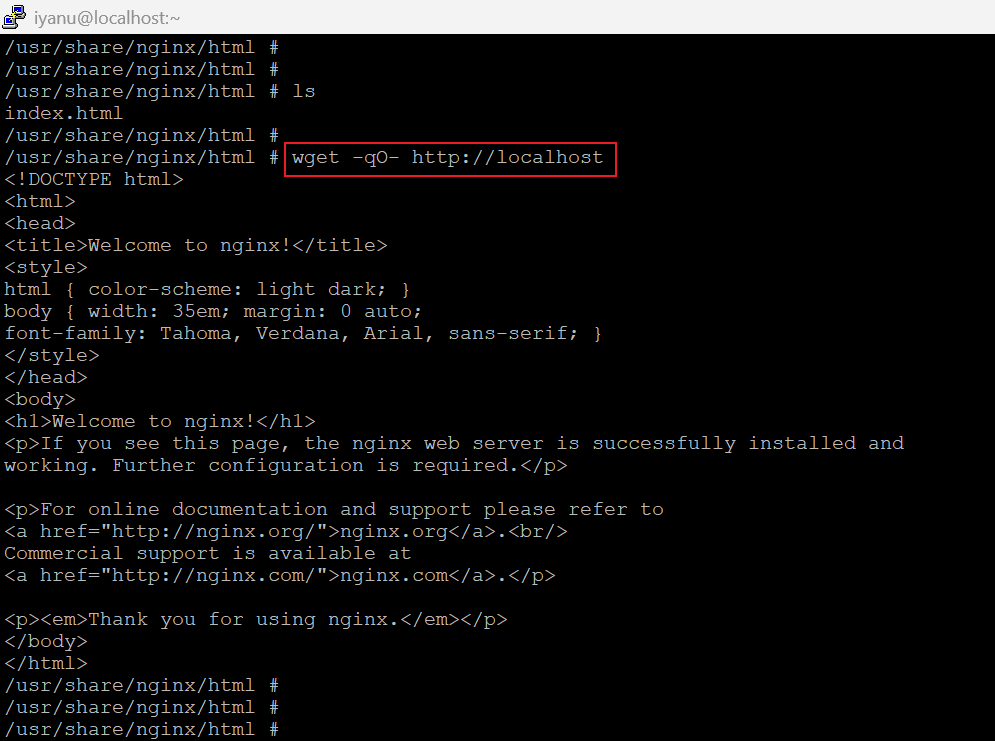 iyanu@localhost:~
/usr/share/nginx/html #
/usr/share/nginx/html #
/usr/share/nginx/html # ls
index.html
/usr/share/nginx/html #
/usr/share/nginx/html # wget -qO- http://localhost
<!DOCTYPE html>
<html>
<head>
<title>Welcome to nginx!</title>
<style>
html { color-scheme: light dark; }
body { width: 35em; margin: 0 auto;
font-family: Tahoma, Verdana, Arial, sans-serif; }
</style>
</head>
<body>
<h1>Welcome to nginx!</h1>
<p>If you see this page, the nginx web server is successfully installed and
working. Further configuration is required.</p>

<p>For online documentation and support please refer to
<a href="http://nginx.org/">nginx.org</a>.<br/>
Commercial support is available at
<a href="http://nginx.com/">nginx.com</a>.</p>

<p><em>Thank you for using nginx.</em></p>
</body>
</html>
/usr/share/nginx/html #
/usr/share/nginx/html #
/usr/share/nginx/html #